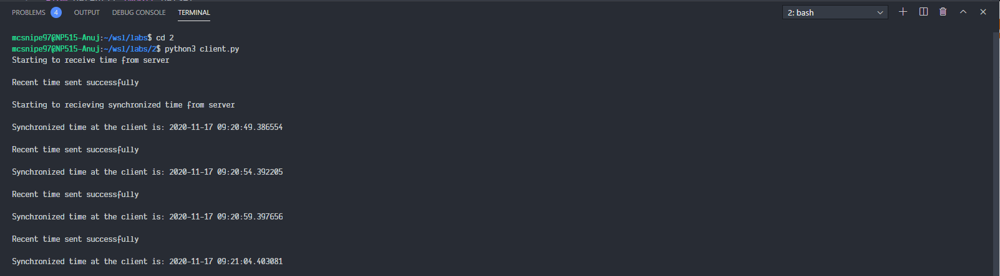 PROBLEMS 4 OUTPUT DEBUG CONSOLE TERMINAL 2: bash
mcsnipe97@NP515-Anuj:~/wsl/labs$ cd 2
mcsnipe97@NP515-Anuj:~/wsl/labs/2$ python3 client.py
Starting to receive time from server
Recent time sent successfully
Starting to recieving synchronized time from server
Synchronized time at the client is: 2020-11-17 09:20:49.386554
Recent time sent successfully
Synchronized time at the client is: 2020-11-17 09:20:54.392205
Recent time sent successfully
Synchronized time at the client is: 2020-11-17 09:20:59.397656
Recent time sent successfully
Synchronized time at the client is: 2020-11-17 09:21:04.403081